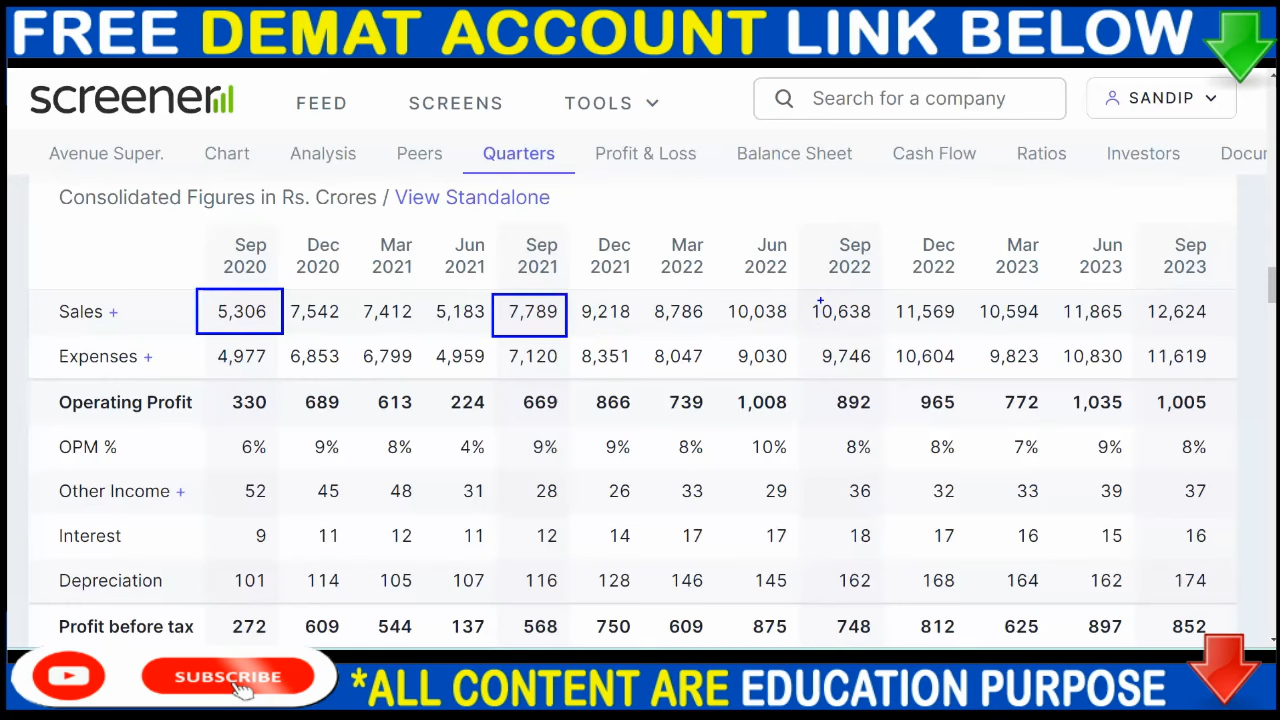 FREE DEMAT ACCOUNT LINK BELOW
screener FEED SCREENS TOOLS Search for a company SANDIP
Avenue Super. Chart Analysis Peers Quarters Profit & Loss Balance Sheet Cash Flow Ratios Investors Docur
Consolidated Figures in Rs. Crores / View Standalone
Sep Dec Mar Jun Sep Dec Mar Jun Sep Dec Mar Jun Sep
2020 2020 2021 2021 2021 2021 2022 2022 2022 2022 2023 2023 2023
Sales + 5,306 7,542 7,412 5,183 7,789 9,218 8,786 10,038 10,638 11,569 10,594 11,865 12,624
Expenses + 4,977 6,853 6,799 4,959 7,120 8,351 8,047 9,030 9,746 10,604 9,823 10,830 11,619
Operating Profit 330 689 613 224 669 866 739 1,008 892 965 772 1,035 1,005
OPM % 6% 9% 8% 4% 9% 9% 8% 10% 8% 8% 7% 9% 8%
Other Income + 52 45 48 31 28 26 33 29 36 32 33 39 37
Interest 9 11 12 11 12 14 17 17 18 17 16 15 16
Depreciation 101 114 105 107 116 128 146 145 162 168 164 162 174
Profit before tax 272 609 544 137 568 750 609 875 748 812 625 897 852
SUBSCRIBE
*ALL CONTENT ARE EDUCATION PURPOSE